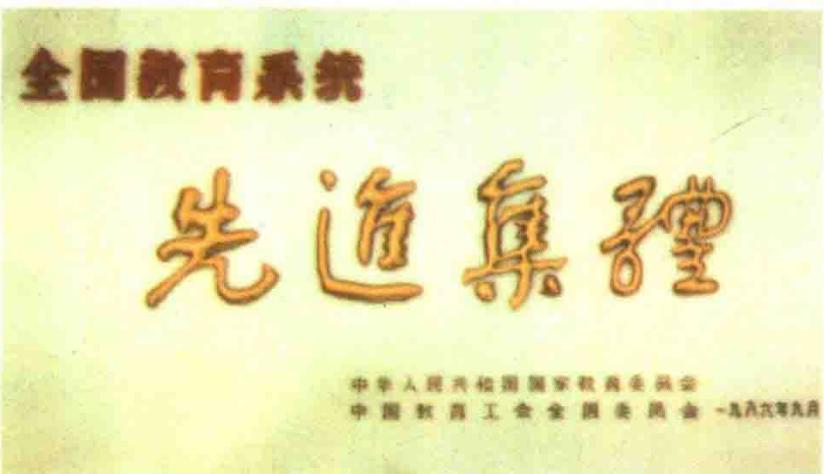 全国教育系统
先進集體
中华人民共和国国家教育委员会
中国教育工会全国委员会 一九八六年九月